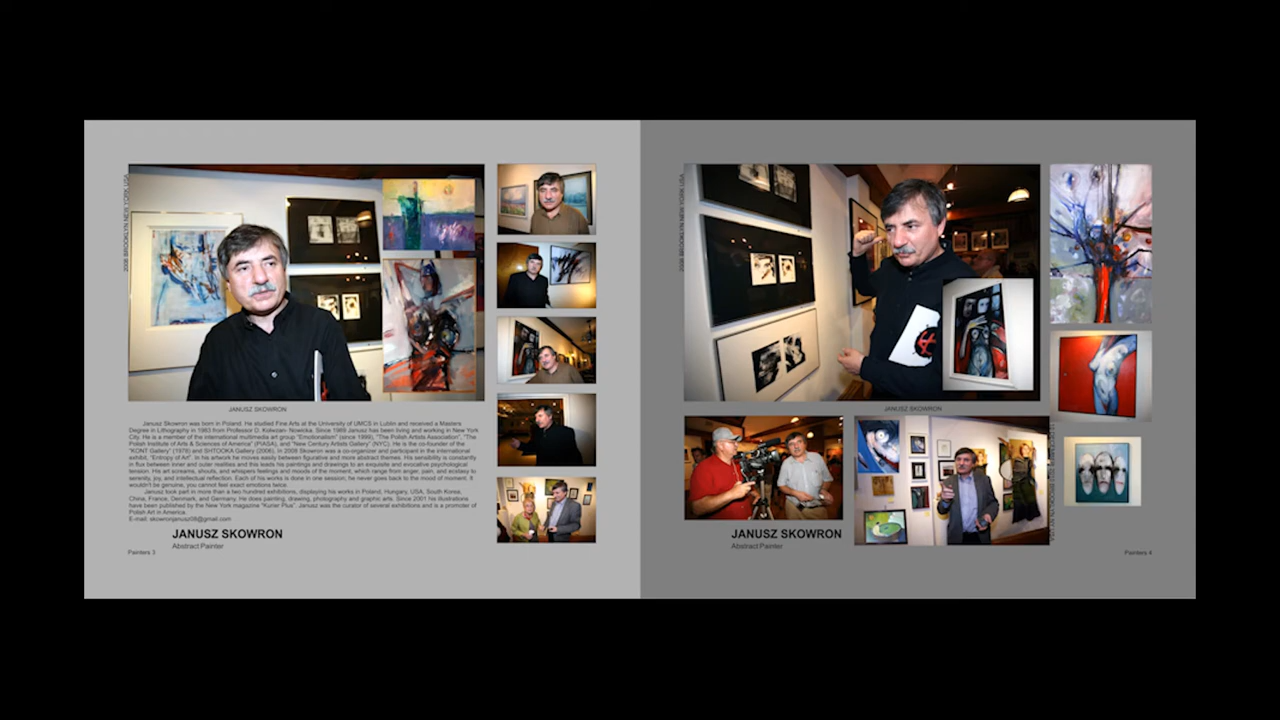 2008 BROOKLYN NEW YORK USA
JANUSZ SKOWRON
Janusz Skowron was born in Poland. He studied Fine Arts at the University of UMCS in Lublin and received a Masters
Degree in Lithography in 1983 from Professor D. Kolwzan- Nowicka. Since 1989 Janusz has been living and working in New York
City. He is a member of the international multimedia art group "Emotionalism" (since 1999), "The Polish Artists Association", "The
Polish Institute of Arts & Sciences of America" (PIASA), and "New Century Artists Gallery" (NYC). He is the co-founder of the
"KONT Gallery" (1978) and SHTOOKA Gallery (2006). In 2008 Skowron was a co-organizer and participant in the international
exhibit, "Entropy of Art". In his artwork he moves easily between figurative and more abstract themes. His sensibility is constantly
in flux between inner and outer realities and this leads his paintings and drawings to an exquisite and evocative psychological
tension. His art screams, shouts, and whispers feelings and moods of the moment, which range from anger, pain, and ecstasy to
serenity, joy, and intellectual reflection. Each of his works is done in one session, he never goes back to the mood of moment. It
wouldn't be genuine, you cannot feel exact emotions twice.
Janusz took part in more than a two hundred exhibitions, displaying his works in Poland, Hungary, USA, South Korea,
China, France, Denmark, and Germany. He does painting, drawing, photography and graphic arts. Since 2001 his illustrations
have been published by the New York magazine "Kurier Plus". Janusz was the curator of several exhibitions and is a promoter of
Polish Art in America.
E-mail: skowronjanusz08@gmail.com
JANUSZ SKOWRON
Abstract Painter
Painters 3
2008 BROOKLYN NEW YORK USA
JANUSZ SKOWRON
JANUSZ SKOWRON
Abstract Painter
Painters 4